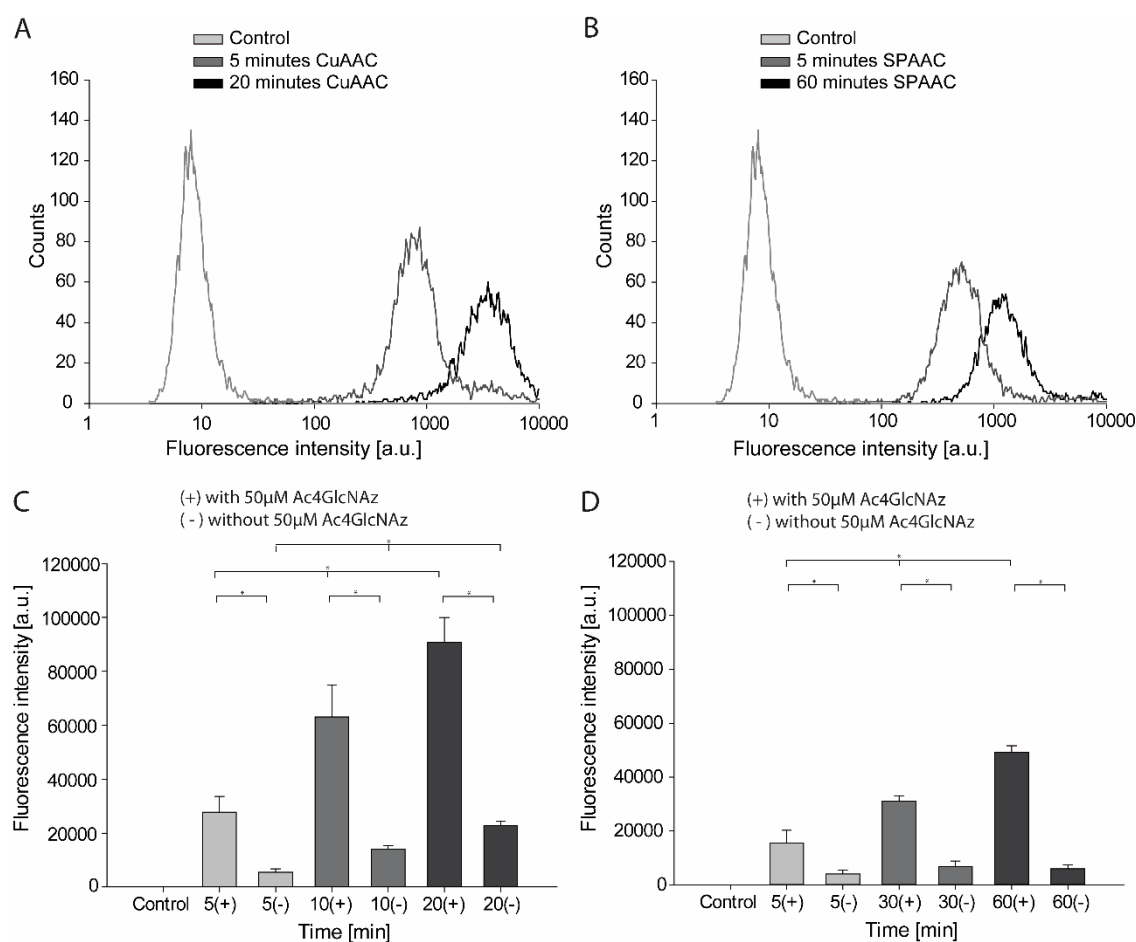 A
Control
5 minutes CuAAC
20 minutes CuAAC
160
140
120
100
80
60
40
20
0
Counts
1
10
100
1000
10000
Fluorescence intensity [a.u.]
B
Control
5 minutes SPAAC
60 minutes SPAAC
160
140
120
100
80
60
40
20
0
Counts
1
10
100
1000
10000
Fluorescence intensity [a.u.]
C
(+) with 50µM Ac4GlcNAz
( - ) without 50µM Ac4GlcNAz
120000
100000
80000
60000
40000
20000
0
Fluorescence intensity [a.u.]
*
*
*
*
*
Control
5(+)
5(-)
10(+)
10(-)
20(+)
20(-)
Time [min]
D
(+) with 50µM Ac4GlcNAz
( - ) without 50µM Ac4GlcNAz
120000
100000
80000
60000
40000
20000
0
Fluorescence intensity [a.u.]
*
*
*
*
Control
5(+)
5(-)
30(+)
30(-)
60(+)
60(-)
Time [min]